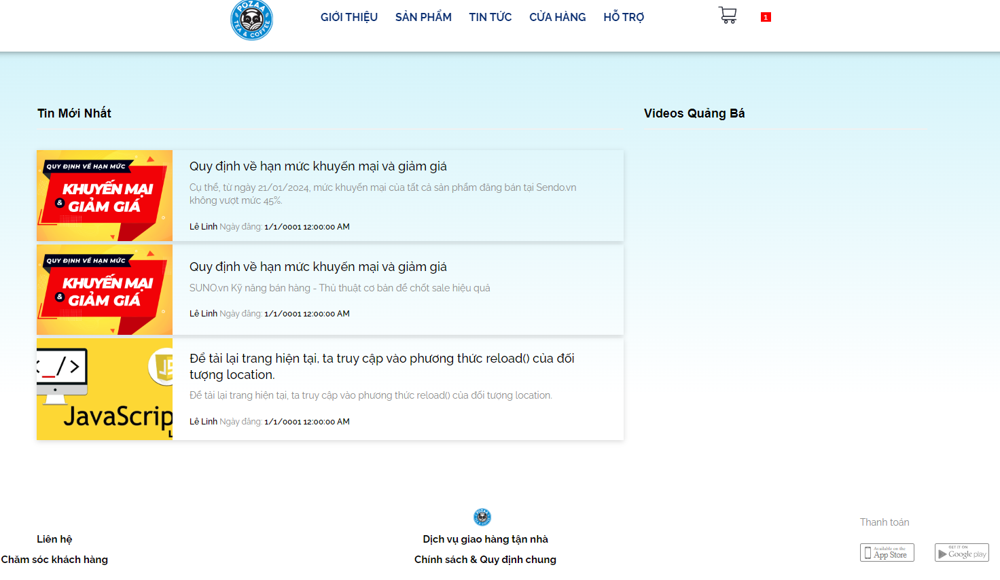 POZAA
TEA & COFFEE
GIỚI THIỆU SẢN PHẨM TIN TỨC CỬA HÀNG HỖ TRỢ
1
Tin Mới Nhất
Videos Quảng Bá
QUY ĐỊNH VỀ HẠN MỨC
KHUYẾN MẠI
& GIẢM GIÁ
Quy định về hạn mức khuyến mại và giảm giá
Cụ thể, từ ngày 21/01/2024, mức khuyến mại của tất cả sản phẩm đăng bán tại Sendo.vn
không vượt mức 45%.
Lê Linh Ngày đăng: 1/1/0001 12:00:00 AM
QUY ĐỊNH VỀ HẠN MỨC
KHUYẾN MẠI
& GIẢM GIÁ
Quy định về hạn mức khuyến mại và giảm giá
SUNO.vn Kỹ năng bán hàng - Thủ thuật cơ bản để chốt sale hiệu quả
Lê Linh Ngày đăng: 1/1/0001 12:00:00 AM
<_/>
JS
JavaScrip
L
Để tải lại trang hiện tại, ta truy cập vào phương thức reload() của đối
tượng location.
Để tải lại trang hiện tại, ta truy cập vào phương thức reload() của đối tượng location.
Lê Linh Ngày đăng: 1/1/0001 12:00:00 AM
Liên hệ
Chăm sóc khách hàng
POZAA
Dịch vụ giao hàng tận nhà
Chính sách & Quy định chung
Thanh toán
Available on the
App Store
GET IT ON
Google play